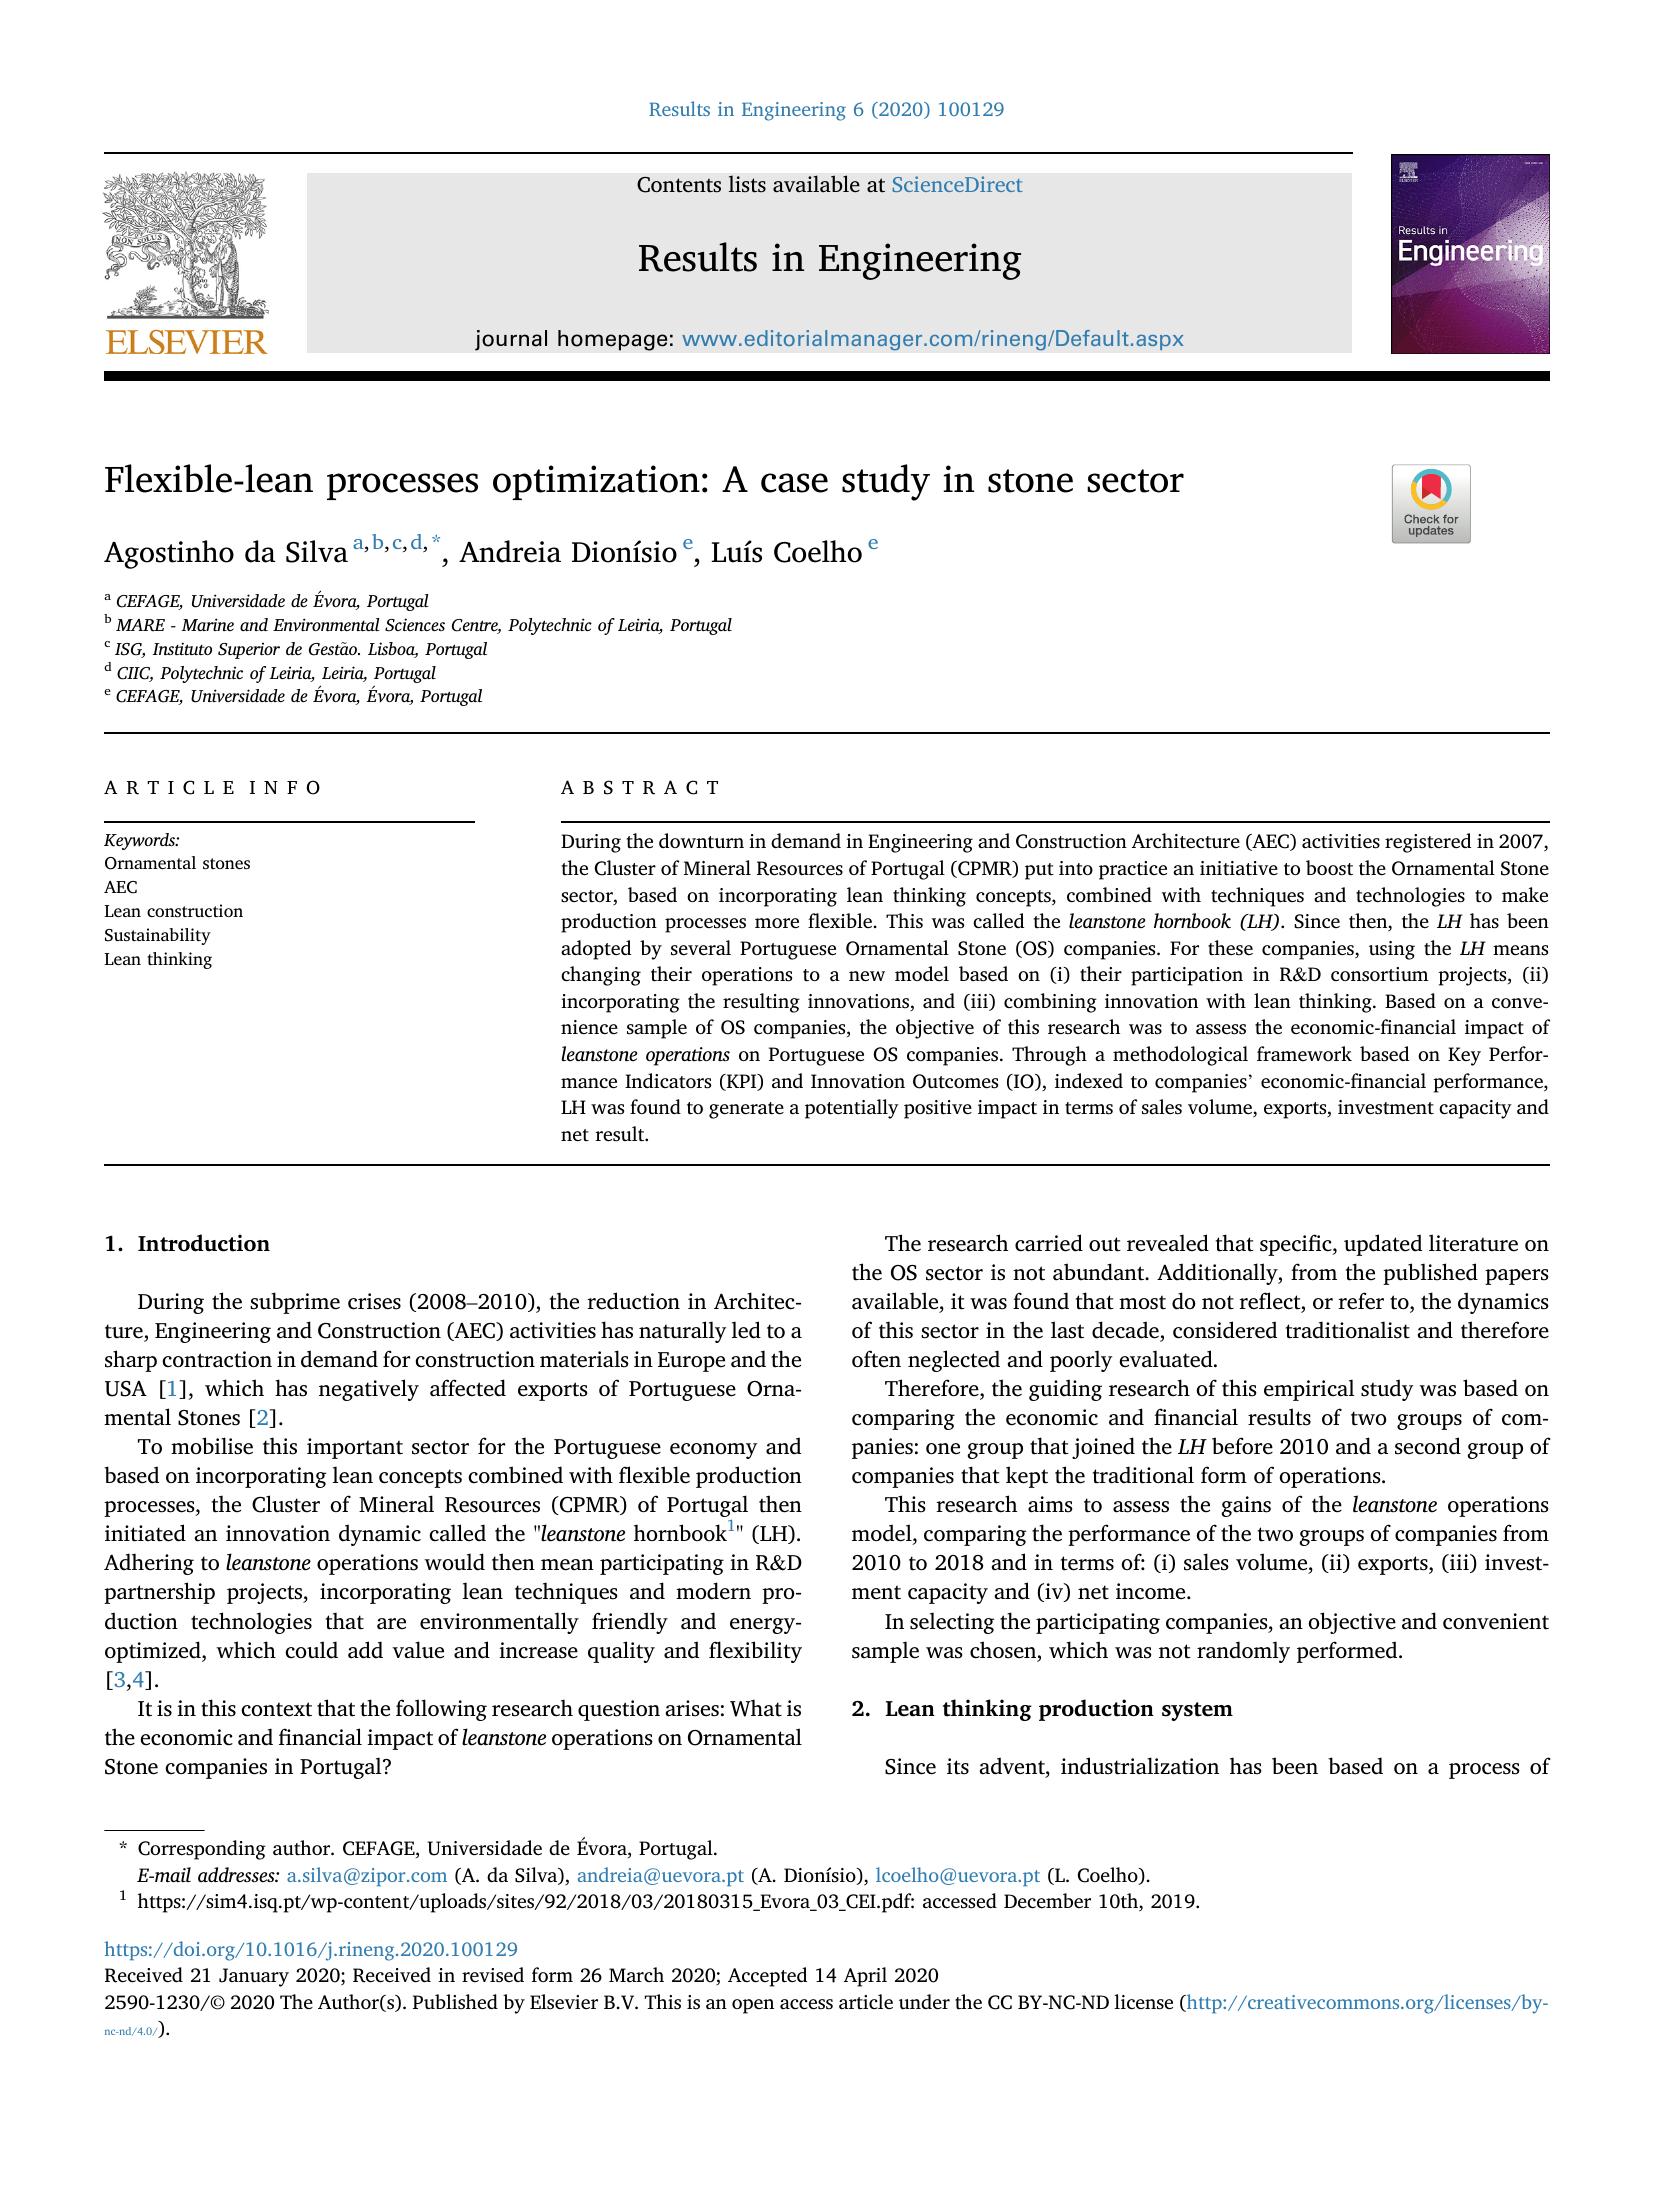 Results in Engineering 6 (2020) 100129
Contents lists available at ScienceDirect
Results in Engineering
journal homepage: www.editorialmanager.com/rineng/Default.aspx
NON SOLUS
ELSEVIER
ELSEVIER
Results in
Engineering
Flexible-lean processes optimization: A case study in stone sector
Check for
updates
Agostinho da Silva a,b,c,d,*, Andreia Dionísio e, Luís Coelho e
a CEFAGE, Universidade de Évora, Portugal
b MARE - Marine and Environmental Sciences Centre, Polytechnic of Leiria, Portugal
c ISG, Instituto Superior de Gestão. Lisboa, Portugal
d CIIC, Polytechnic of Leiria, Leiria, Portugal
e CEFAGE, Universidade de Évora, Évora, Portugal
A R T I C L E I N F O
Keywords:
Ornamental stones
AEC
Lean construction
Sustainability
Lean thinking
A B S T R A C T
During the downturn in demand in Engineering and Construction Architecture (AEC) activities registered in 2007,
the Cluster of Mineral Resources of Portugal (CPMR) put into practice an initiative to boost the Ornamental Stone
sector, based on incorporating lean thinking concepts, combined with techniques and technologies to make
production processes more flexible. This was called the leanstone hornbook (LH). Since then, the LH has been
adopted by several Portuguese Ornamental Stone (OS) companies. For these companies, using the LH means
changing their operations to a new model based on (i) their participation in R&D consortium projects, (ii)
incorporating the resulting innovations, and (iii) combining innovation with lean thinking. Based on a conve-
nience sample of OS companies, the objective of this research was to assess the economic-financial impact of
leanstone operations on Portuguese OS companies. Through a methodological framework based on Key Perfor-
mance Indicators (KPI) and Innovation Outcomes (IO), indexed to companies’ economic-financial performance,
LH was found to generate a potentially positive impact in terms of sales volume, exports, investment capacity and
net result.
1. Introduction
During the subprime crises (2008–2010), the reduction in Architec-
ture, Engineering and Construction (AEC) activities has naturally led to a
sharp contraction in demand for construction materials in Europe and the
USA [1], which has negatively affected exports of Portuguese Orna-
mental Stones [2].
To mobilise this important sector for the Portuguese economy and
based on incorporating lean concepts combined with flexible production
processes, the Cluster of Mineral Resources (CPMR) of Portugal then
initiated an innovation dynamic called the "leanstone hornbook1" (LH).
Adhering to leanstone operations would then mean participating in R&D
partnership projects, incorporating lean techniques and modern pro-
duction technologies that are environmentally friendly and energy-
optimized, which could add value and increase quality and flexibility
[3,4].
It is in this context that the following research question arises: What is
the economic and financial impact of leanstone operations on Ornamental
Stone companies in Portugal?
The research carried out revealed that specific, updated literature on
the OS sector is not abundant. Additionally, from the published papers
available, it was found that most do not reflect, or refer to, the dynamics
of this sector in the last decade, considered traditionalist and therefore
often neglected and poorly evaluated.
Therefore, the guiding research of this empirical study was based on
comparing the economic and financial results of two groups of com-
panies: one group that joined the LH before 2010 and a second group of
companies that kept the traditional form of operations.
This research aims to assess the gains of the leanstone operations
model, comparing the performance of the two groups of companies from
2010 to 2018 and in terms of: (i) sales volume, (ii) exports, (iii) invest-
ment capacity and (iv) net income.
In selecting the participating companies, an objective and convenient
sample was chosen, which was not randomly performed.
2. Lean thinking production system
Since its advent, industrialization has been based on a process of
* Corresponding author. CEFAGE, Universidade de Évora, Portugal.
E-mail addresses: a.silva@zipor.com (A. da Silva), andreia@uevora.pt (A. Dionísio), lcoelho@uevora.pt (L. Coelho).
1 https://sim4.isq.pt/wp-content/uploads/sites/92/2018/03/20180315_Evora_03_CEI.pdf: accessed December 10th, 2019.
https://doi.org/10.1016/j.rineng.2020.100129
Received 21 January 2020; Received in revised form 26 March 2020; Accepted 14 April 2020
2590-1230/© 2020 The Author(s). Published by Elsevier B.V. This is an open access article under the CC BY-NC-ND license (http://creativecommons.org/licenses/by-
nc-nd/4.0/).